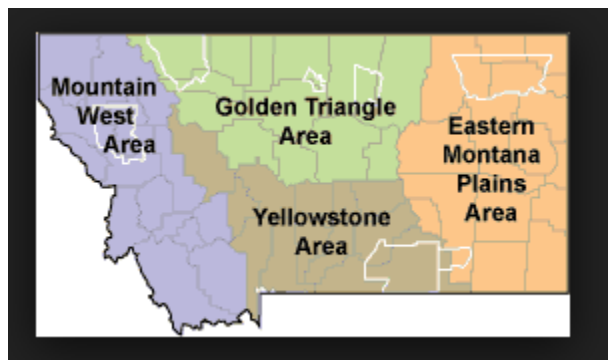 Mountain
West
Area
Golden Triangle
Area
Eastern
Montana
Plains
Area
Yellowstone
Area